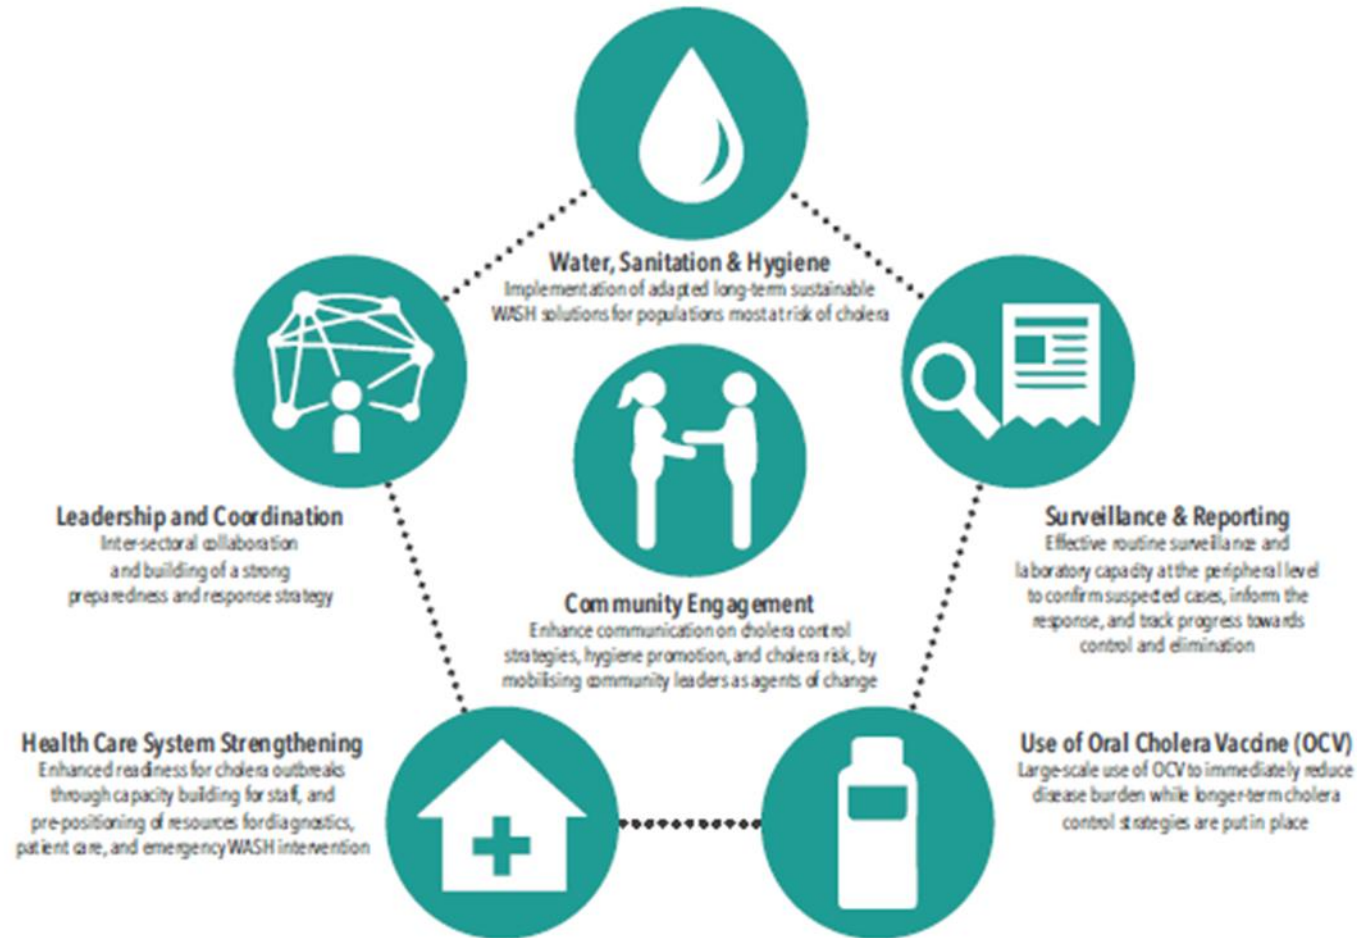 Water, Sanitation & Hygiene
Implementation of adapted long-term sustainable
WASH solutions for populations most at risk of cholera
Leadership and Coordination
Inter-sectoral collaboration
and building of a strong
preparedness and response strategy
Surveillance & Reporting
Effective routine surveillance and
laboratory capacity at the peripheral level
to confirm suspected cases, inform the
response, and track progress towards
control and elimination
Community Engagement
Enhance communication on cholera control
strategies, hygiene promotion, and cholera risk, by
mobilising community leaders as agents of change
Health Care System Strengthening
Enhanced readiness for cholera outbreaks
through capacity building for staff, and
pre-positioning of resources for diagnostics,
patient care, and emergency WASH intervention
Use of Oral Cholera Vaccine (OCV)
Large-scale use of OCV to immediately reduce
disease burden while longer-term cholera
control strategies are put in place